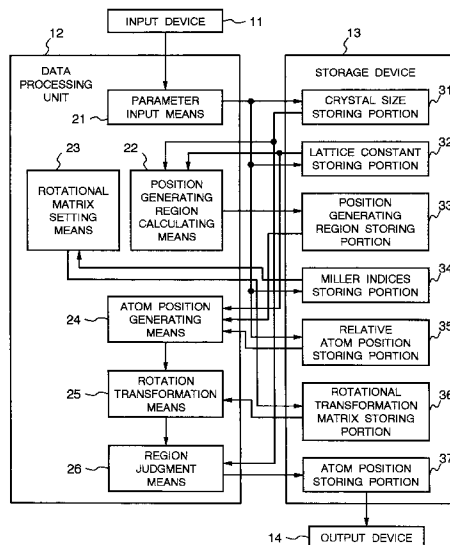 INPUT DEVICE
11
12
13
DATA
PROCESSING
UNIT
STORAGE DEVICE
PARAMETER
INPUT MEANS
21
CRYSTAL SIZE
STORING PORTION
31
23
22
LATTICE CONSTANT
STORING PORTION
32
ROTATIONAL
MATRIX
SETTING
MEANS
POSITION
GENERATING
REGION
CALCULATING
MEANS
POSITION
GENERATING
REGION STORING
PORTION
33
MILLER INDICES
STORING PORTION
34
24
ATOM POSITION
GENERATING
MEANS
RELATIVE
ATOM POSITION
STORING PORTION
35
25
ROTATION
TRANSFORMATION
MEANS
ROTATIONAL
TRANSFORMATION
MATRIX STORING
PORTION
36
26
REGION
JUDGMENT
MEANS
ATOM POSITION
STORING PORTION
37
14
OUTPUT DEVICE